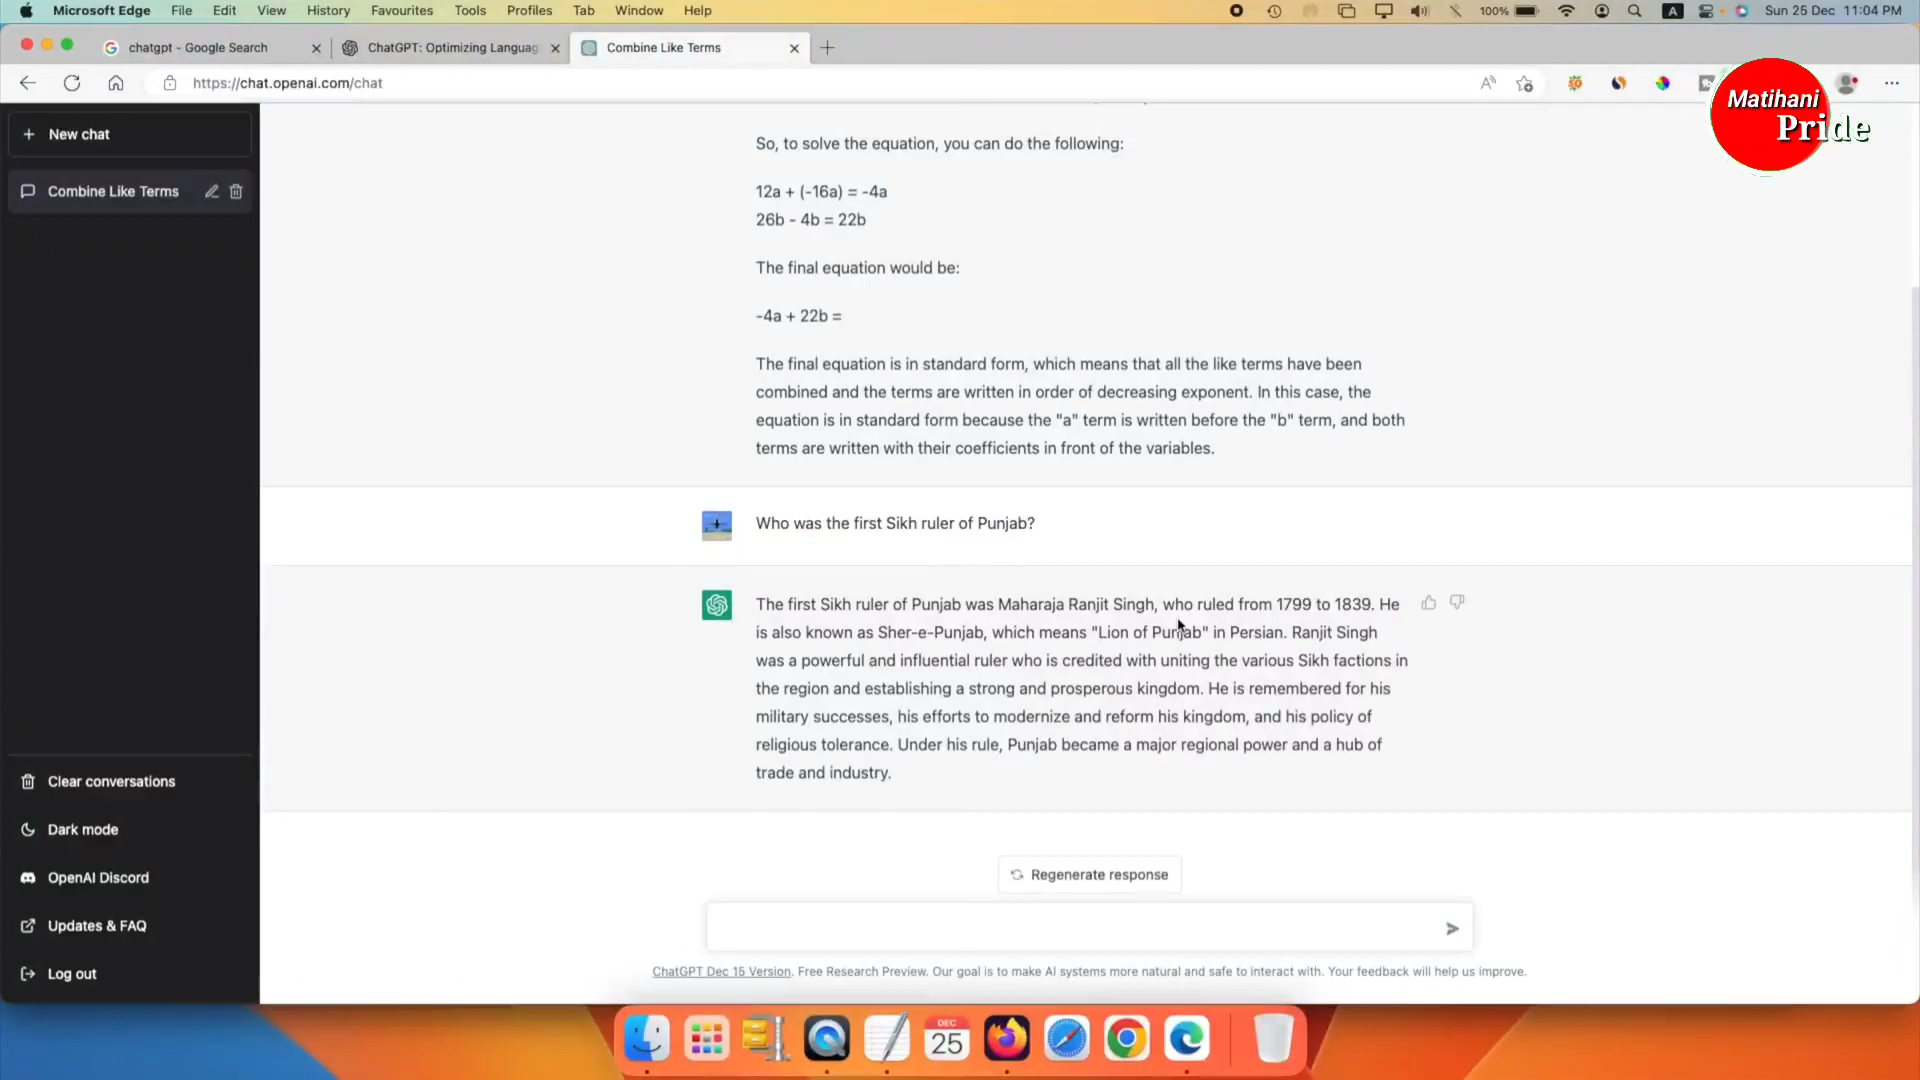 Microsoft Edge File Edit View History Favourites Tools Profiles Tab Window Help 100% A Sun 25 Dec 11:04 PM
chatgpt - Google Search ChatGPT: Optimizing Languag Combine Like Terms
https://chat.openai.com/chat
Matihani
Pride
New chat
Combine Like Terms
So, to solve the equation, you can do the following:
12a + (-16a) = -4a
26b - 4b = 22b
The final equation would be:
-4a + 22b =
The final equation is in standard form, which means that all the like terms have been
combined and the terms are written in order of decreasing exponent. In this case, the
equation is in standard form because the "a" term is written before the "b" term, and both
terms are written with their coefficients in front of the variables.
Who was the first Sikh ruler of Punjab?
The first Sikh ruler of Punjab was Maharaja Ranjit Singh, who ruled from 1799 to 1839. He
is also known as Sher-e-Punjab, which means "Lion of Punjab" in Persian. Ranjit Singh
was a powerful and influential ruler who is credited with uniting the various Sikh factions in
the region and establishing a strong and prosperous kingdom. He is remembered for his
military successes, his efforts to modernize and reform his kingdom, and his policy of
religious tolerance. Under his rule, Punjab became a major regional power and a hub of
trade and industry.
Clear conversations
Dark mode
OpenAI Discord
Updates & FAQ
Log out
Regenerate response
ChatGPT Dec 15 Version. Free Research Preview. Our goal is to make AI systems more natural and safe to interact with. Your feedback will help us improve.
DEC
25